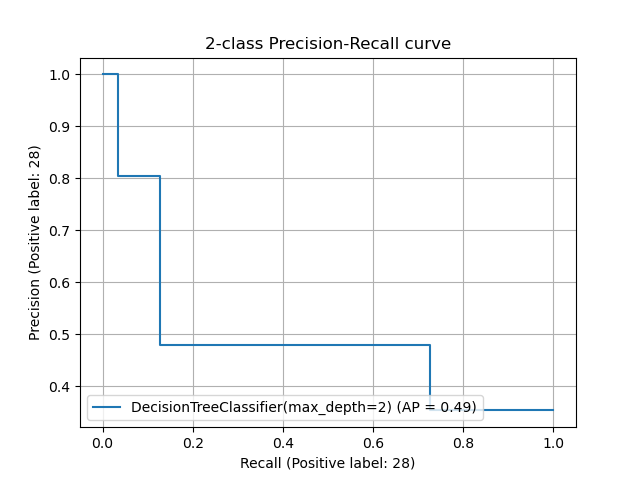 2-class Precision-Recall curve
Precision (Positive label: 28)
1.0
0.9
0.8
0.7
0.6
0.5
0.4
DecisionTreeClassifier(max_depth=2) (AP = 0.49)
0.0 0.2 0.4 0.6 0.8 1.0
Recall (Positive label: 28)